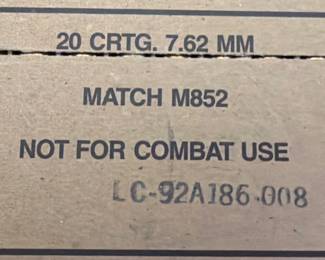 20 CRTG. 7.62 MM
MATCH M852
NOT FOR COMBAT USE
LC-92A186-008